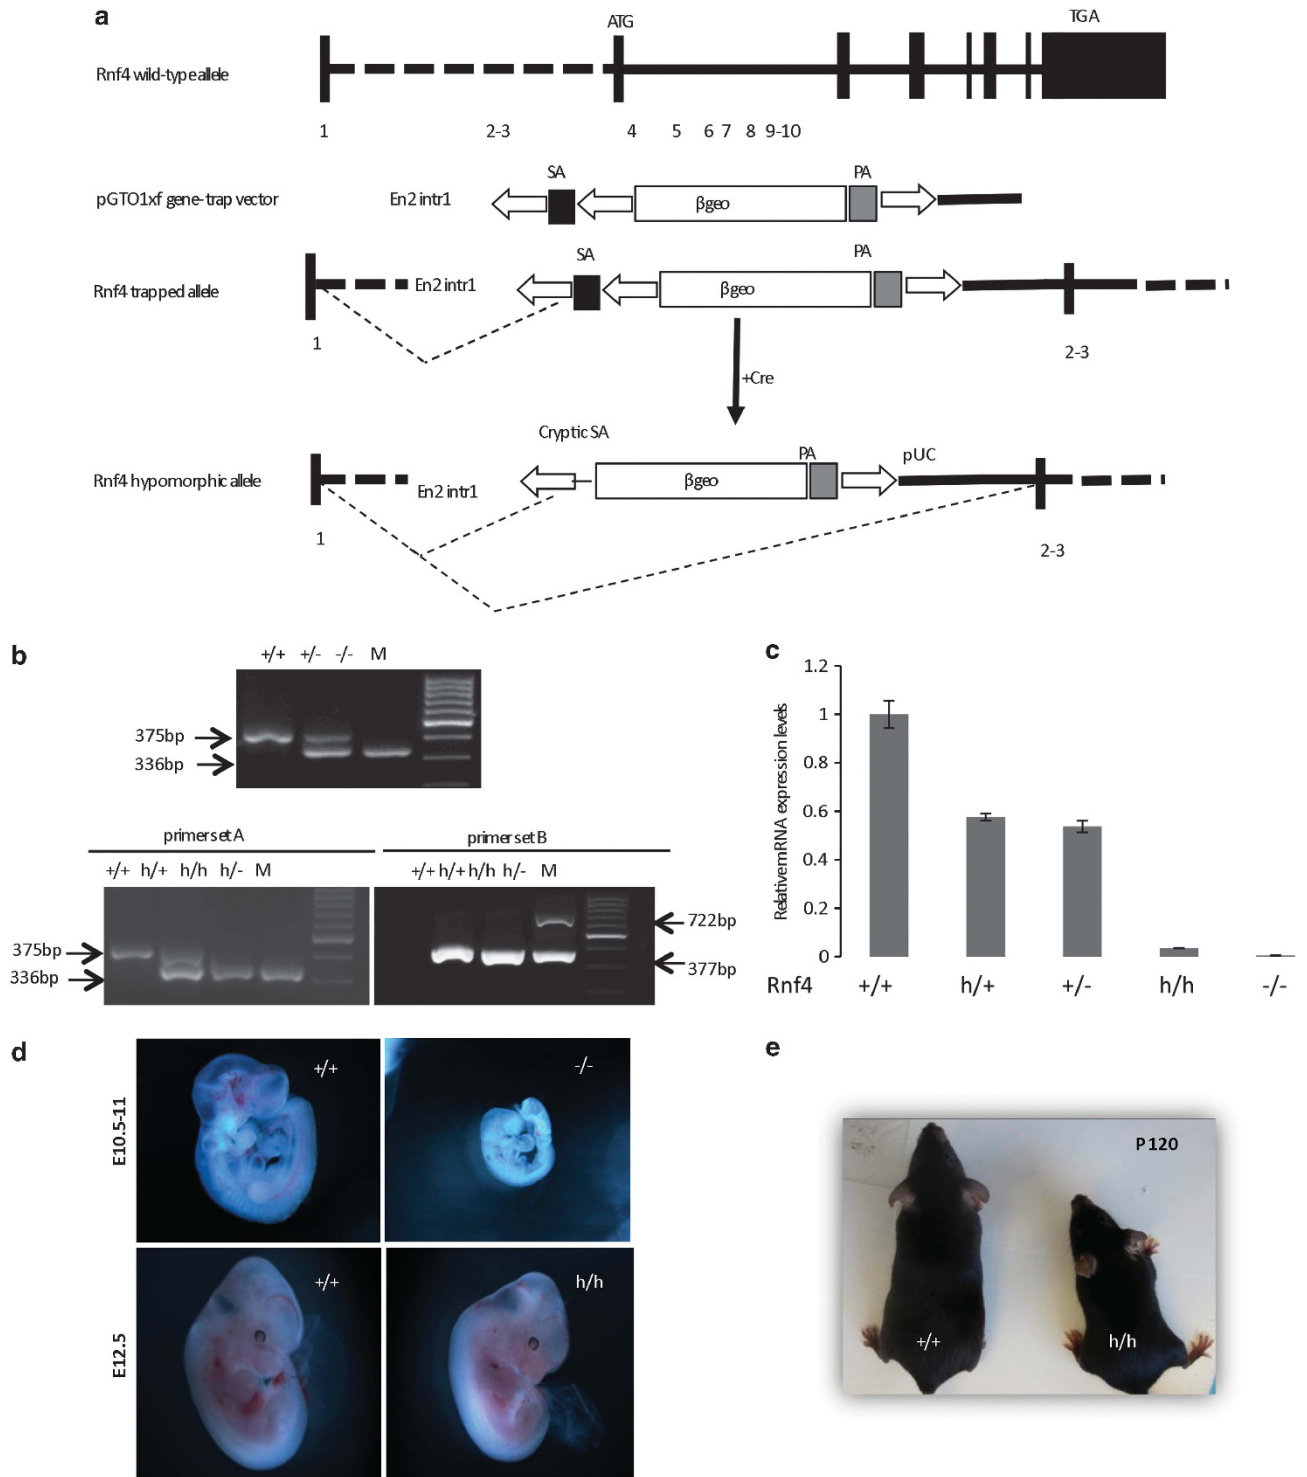 a
ATG
TGA
Rnf4 wild-type allele
1 2-3 4 5 6 7 8 9-10
SA PA
pGTO1xf gene-trap vector En2 intr1 βgeo
SA PA
Rnf4 trapped allele En2 intr1 βgeo
1 2-3
+Cre
Cryptic SA
PA pUC
Rnf4 hypomorphic allele En2 intr1 βgeo
1 2-3
b
+/+ +/- -/- M
375bp
336bp
primer set A
+/+ h/+ h/h h/- M
375bp
336bp
primer set B
+/+ h/+ h/h h/- M
722bp
377bp
c
Relative mRNA expression levels
1.2
1
0.8
0.6
0.4
0.2
0
Rnf4 +/+ h/+ +/- h/h -/-
d
E10.5-11
+/+
-/-
E12.5
+/+
h/h
e
P120
+/+
h/h